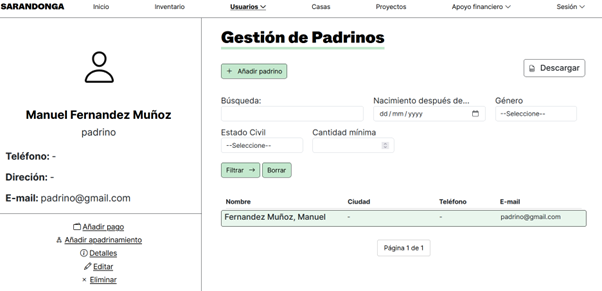 SARANDONGA Inicio Inventario Usuarios Casas Proyectos Apoyo financiero Sesión
Manuel Fernandez Muñoz
padrino
Teléfono: -
Direción: -
E-mail: padrino@gmail.com
Añadir pago
Añadir apadrinamiento
Detalles
Editar
Eliminar
Gestión de Padrinos
+ Añadir padrino
Descargar
Búsqueda: Nacimiento después de... Género
dd/mm/yyyy --Seleccione--
Estado Civil Cantidad mínima
--Seleccione--
Filtrar → Borrar
Nombre Ciudad Teléfono E-mail
Fernandez Muñoz, Manuel - - padrino@gmail.com
Página 1 de 1